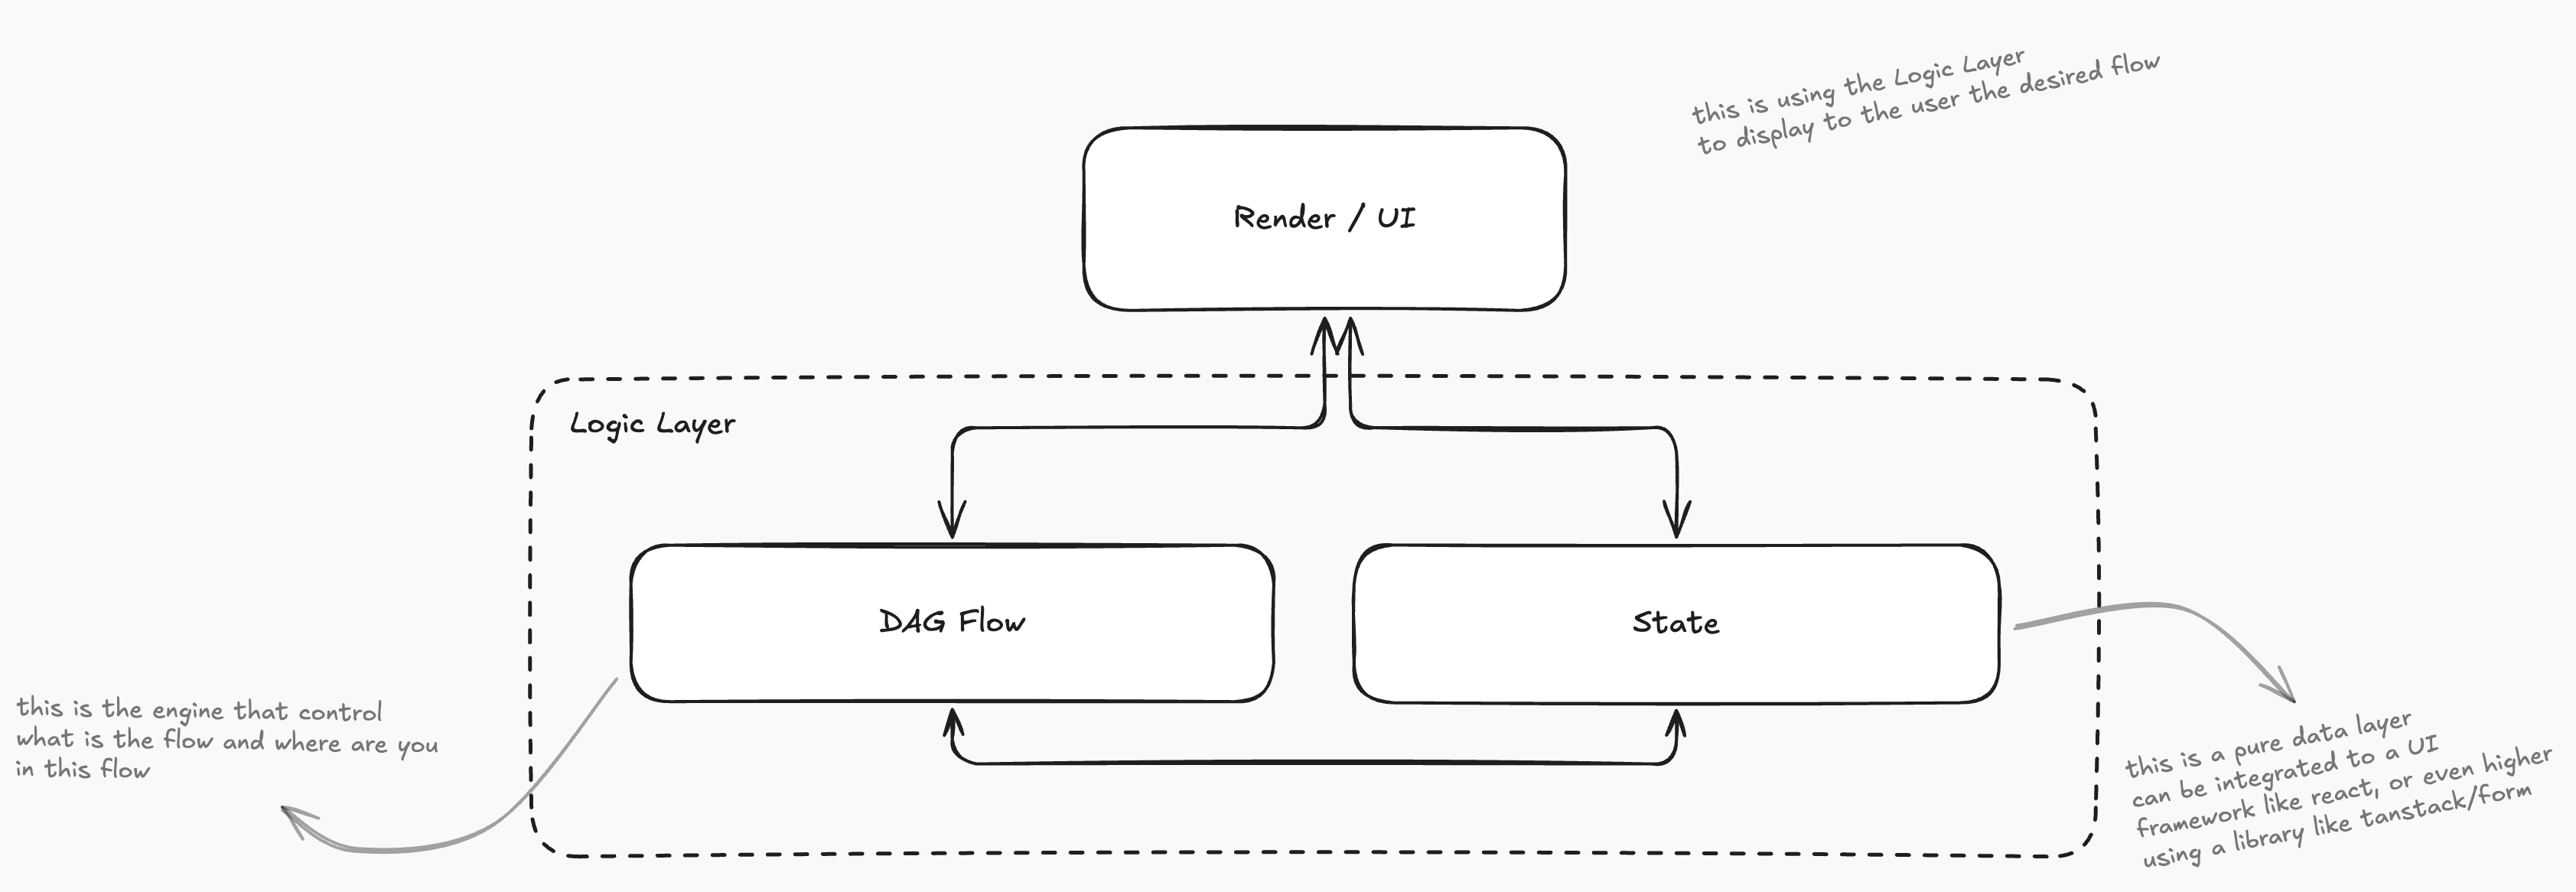 this is using the Logic Layer
to display to the user the desired flow
Render / UI
Logic Layer
DAG Flow
State
this is the engine that control
what is the flow and where are you
in this flow
this is a pure data layer
can be integrated to a UI
framework like react, or even higher
using a library like tanstack/form